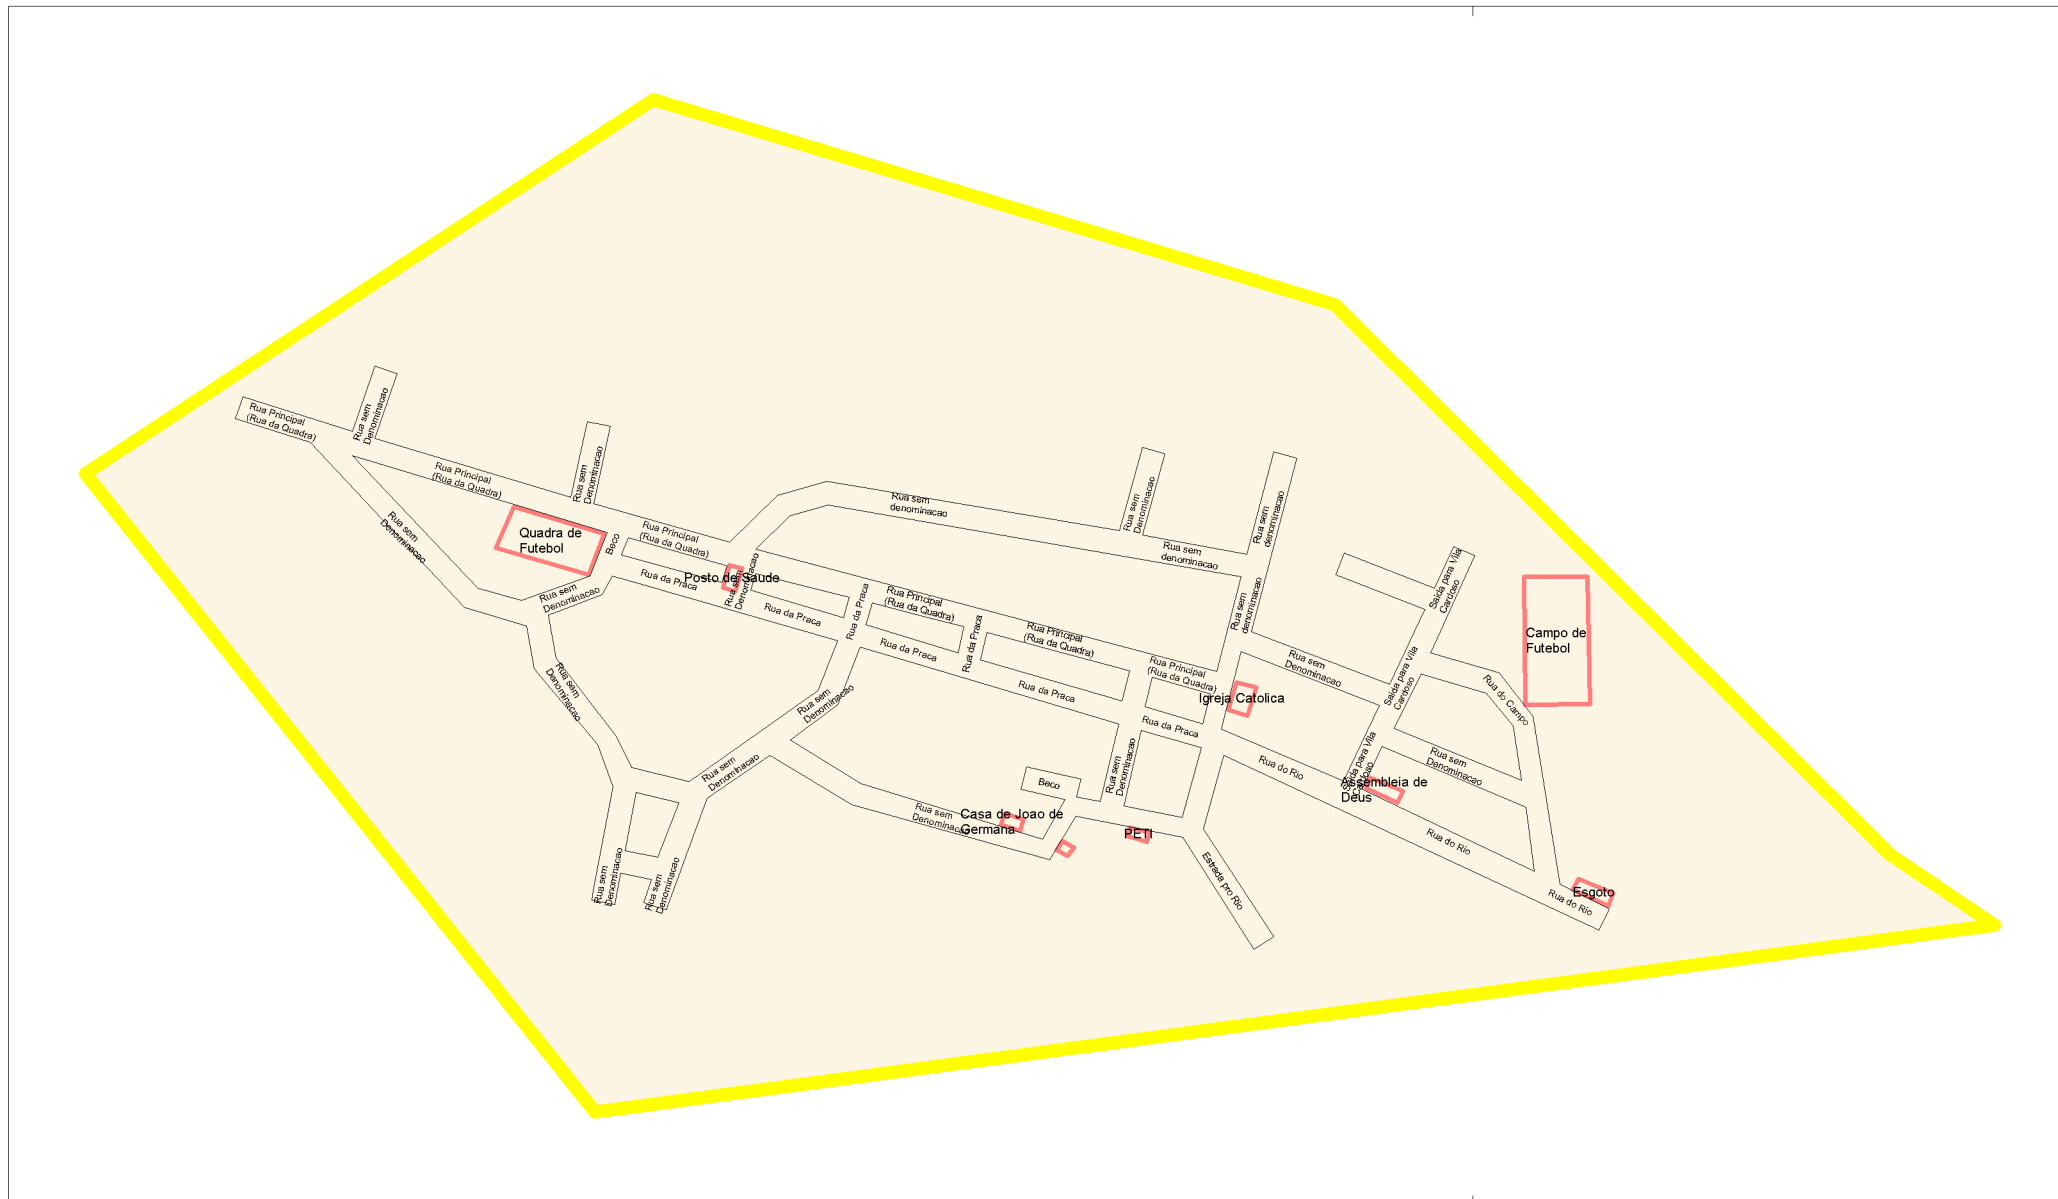 Rua Principal
(Rua da Quadra)
Rua sem
Denominacao
Rua Principal
(Rua da Quadra)
Rua sem
Denominacao
Rua sem
Denominacao
Quadra de
Futebol
Beco
Rua Principal
(Rua da Quadra)
Rua sem
Denominacao
Rua da Praca
Posto de Saude
Rua sem
Denominacao
Rua da Praca
Rua sem
denominacao
Rua sem
Denominacao
Rua sem
denominacao
Rua sem
denominacao
Rua sem
denominacao
Rua da Praca
Rua Principal
(Rua da Quadra)
Rua da Praca
Rua da Praca
Rua Principal
(Rua da Quadra)
Rua da Praca
Rua Principal
(Rua da Quadra)
Igreja Catolica
Rua da Praca
Rua sem
Denominacao
Saida para Vila
Cardoso
Saida para Vila
Cardoso
Saida para Vila
Cardoso
Campo de
Futebol
Rua do Campo
Rua sem
Denominacao
Rua sem
Denominacao
Rua sem
Denominacao
Rua sem
Denominacao
Rua sem
Denominacao
Rua sem
Denominacao
Rua sem
Denominacao
Casa de Joao de
Germana
Beco
Rua sem
Denominacao
PETI
Estrada pro Rio
Rua do Rio
Assembleia de
Deus
Rua do Rio
Esgoto
Rua do Rio